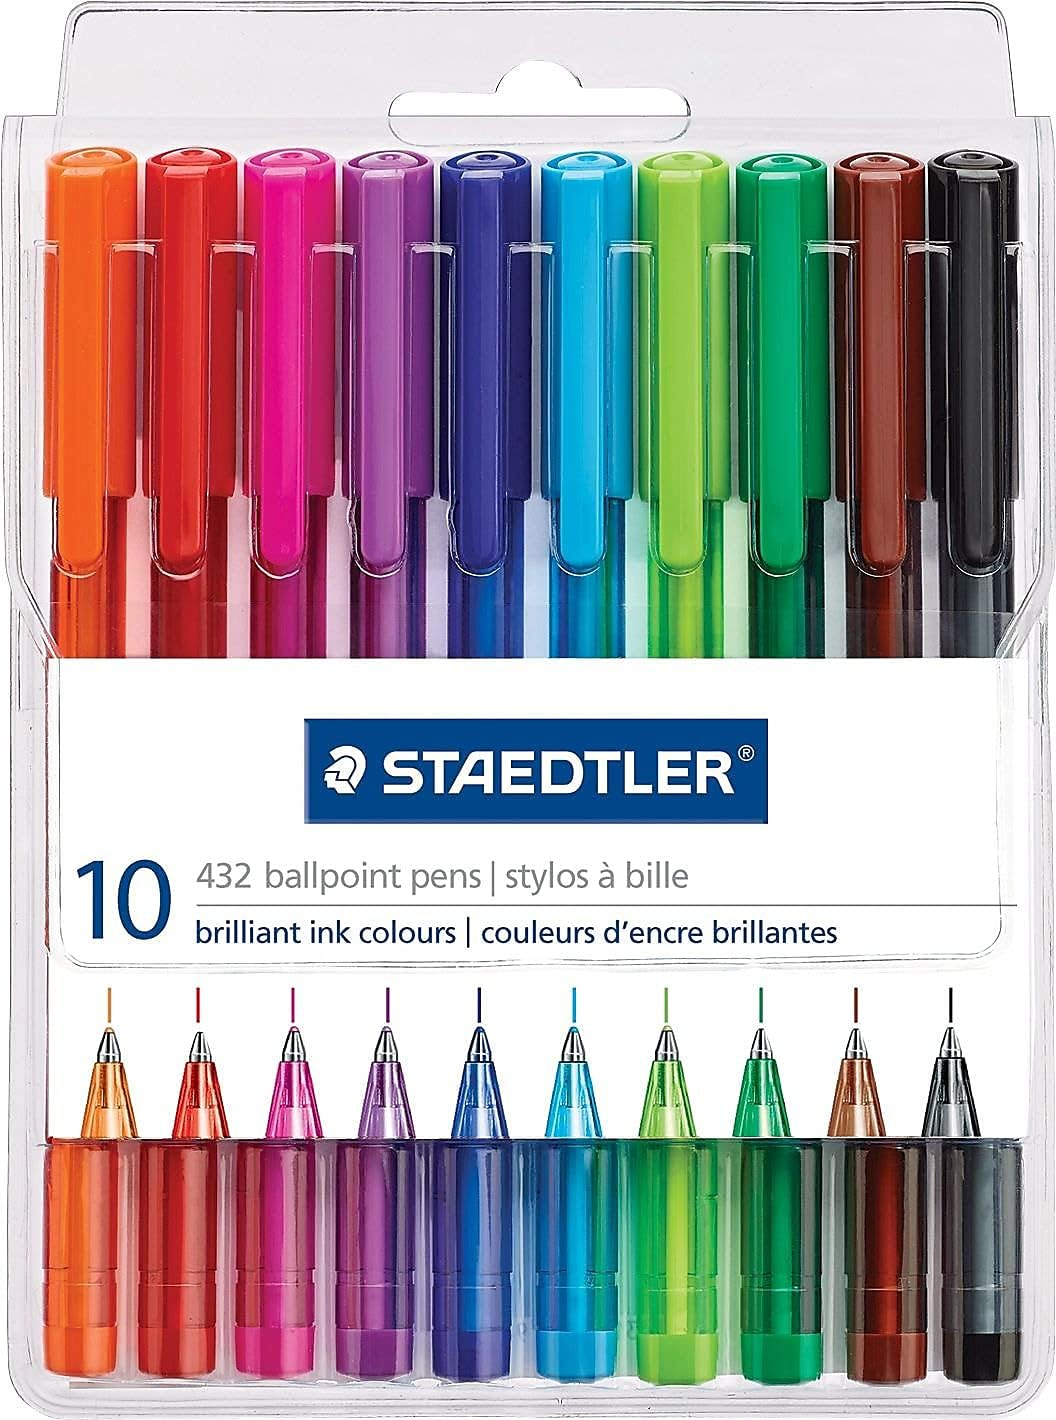 STAEDTLER®
10
432 ballpoint pens | stylos à bille
brilliant ink colours | couleurs d'encre brillantes